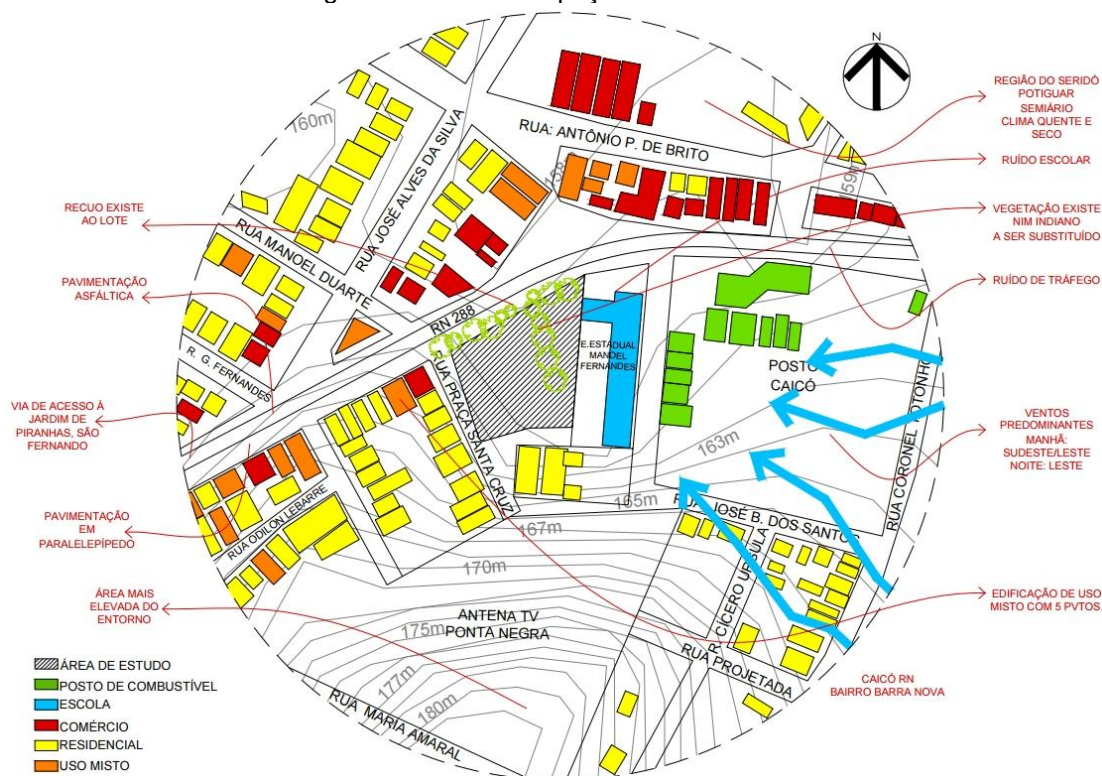 N
REGIÃO DO SERIDÓ
POTIGUAR
SEMIÁRIO
CLIMA QUENTE E
SECO
RUÍDO ESCOLAR
VEGETAÇÃO EXISTE
NIM INDIANO
A SER SUBSTITUÍDO
RUÍDO DE TRÁFEGO
VENTOS
PREDOMINANTES
MANHÃ:
SUDESTE/LESTE
NOITE: LESTE
EDIFICAÇÃO DE USO
MISTO COM 5 PVTOS.
CAICÓ RN
BAIRRO BARRA NOVA
RECUO EXISTE
AO LOTE
PAVIMENTAÇÃO
ASFÁLTICA
VIA DE ACESSO À
JARDIM DE
PIRANHAS, SÃO
FERNANDO
PAVIMENTAÇÃO
EM
PARALELEPÍPEDO
ÁREA MAIS
ELEVADA DO
ENTORNO
160m
RUA: ANTÔNIO P. DE BRITO
RUA JOSÉ ALVES DA SILVA
RUA MANOEL DUARTE
R. G. FERNANDES
RN 288
RUA PRAÇA SANTA CRUZ
E.ESTADUAL
MANOEL
FERNANDES
POSTO
CAICÓ
163m
165m
167m
170m
175m
177m
180m
RUA ODILON LEBARRE
RUA JOSÉ B. DOS SANTOS
R. CÍCERO URSULA
RUA PROJETADA
ANTENA TV
PONTA NEGRA
RUA MARIA AMARAL
ÁREA DE ESTUDO
POSTO DE COMBUSTÍVEL
ESCOLA
COMÉRCIO
RESIDENCIAL
USO MISTO